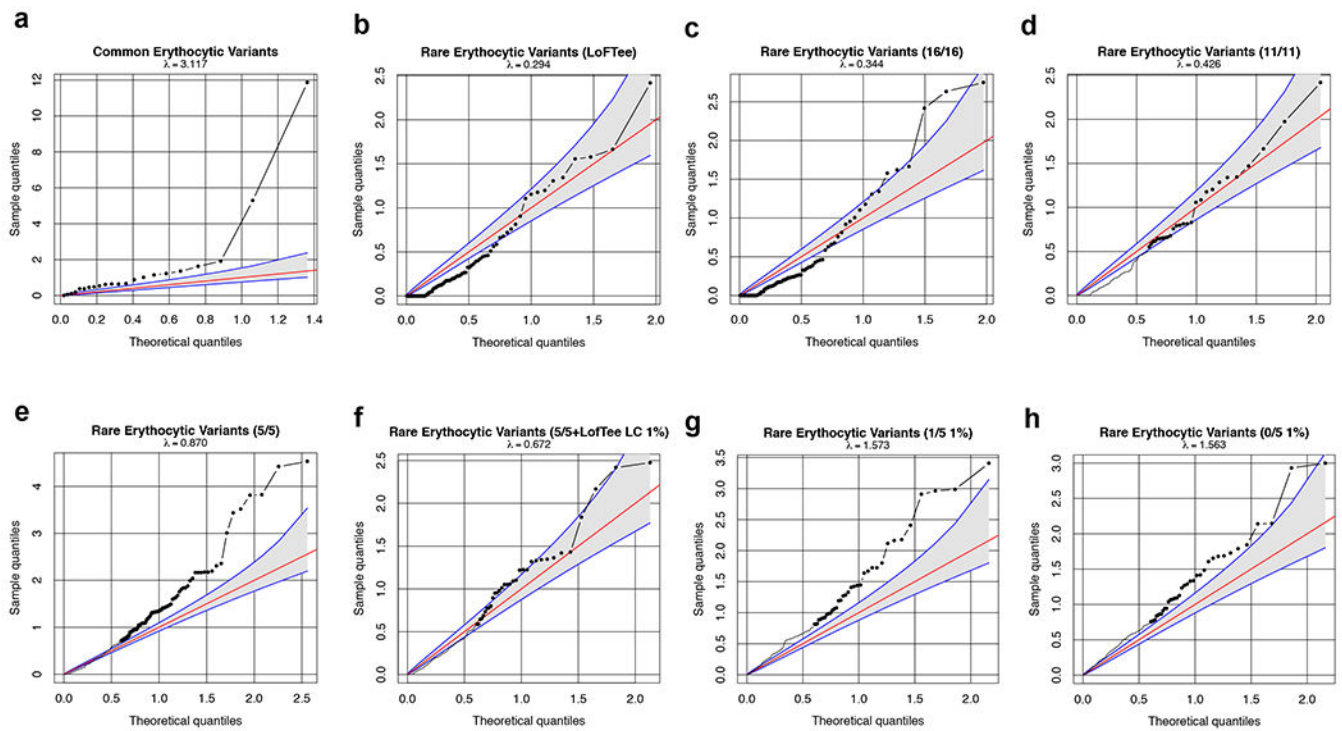 a
Common Erythocytic Variants
λ = 3.117
12
10
8
6
4
2
0
Sample quantiles
0.0 0.2 0.4 0.6 0.8 1.0 1.2 1.4
Theoretical quantiles
b
Rare Erythocytic Variants (LoFTee)
λ = 0.294
2.5
2.0
1.5
1.0
0.5
0.0
Sample quantiles
0.0 0.5 1.0 1.5 2.0
Theoretical quantiles
c
Rare Erythocytic Variants (16/16)
λ = 0.344
2.5
2.0
1.5
1.0
0.5
0.0
Sample quantiles
0.0 0.5 1.0 1.5 2.0
Theoretical quantiles
d
Rare Erythocytic Variants (11/11)
λ = 0.426
2.5
2.0
1.5
1.0
0.5
0.0
Sample quantiles
0.0 0.5 1.0 1.5 2.0
Theoretical quantiles
e
Rare Erythocytic Variants (5/5)
λ = 0.870
4
3
2
1
0
Sample quantiles
0.0 0.5 1.0 1.5 2.0 2.5
Theoretical quantiles
f
Rare Erythocytic Variants (5/5+LofTee LC 1%)
λ = 0.672
2.5
2.0
1.5
1.0
0.5
0.0
Sample quantiles
0.0 0.5 1.0 1.5 2.0
Theoretical quantiles
g
Rare Erythocytic Variants (1/5 1%)
λ = 1.573
3.5
3.0
2.5
2.0
1.5
1.0
0.5
0.0
Sample quantiles
0.0 0.5 1.0 1.5 2.0
Theoretical quantiles
h
Rare Erythocytic Variants (0/5 1%)
λ = 1.563
3.0
2.5
2.0
1.5
1.0
0.5
0.0
Sample quantiles
0.0 0.5 1.0 1.5 2.0
Theoretical quantiles